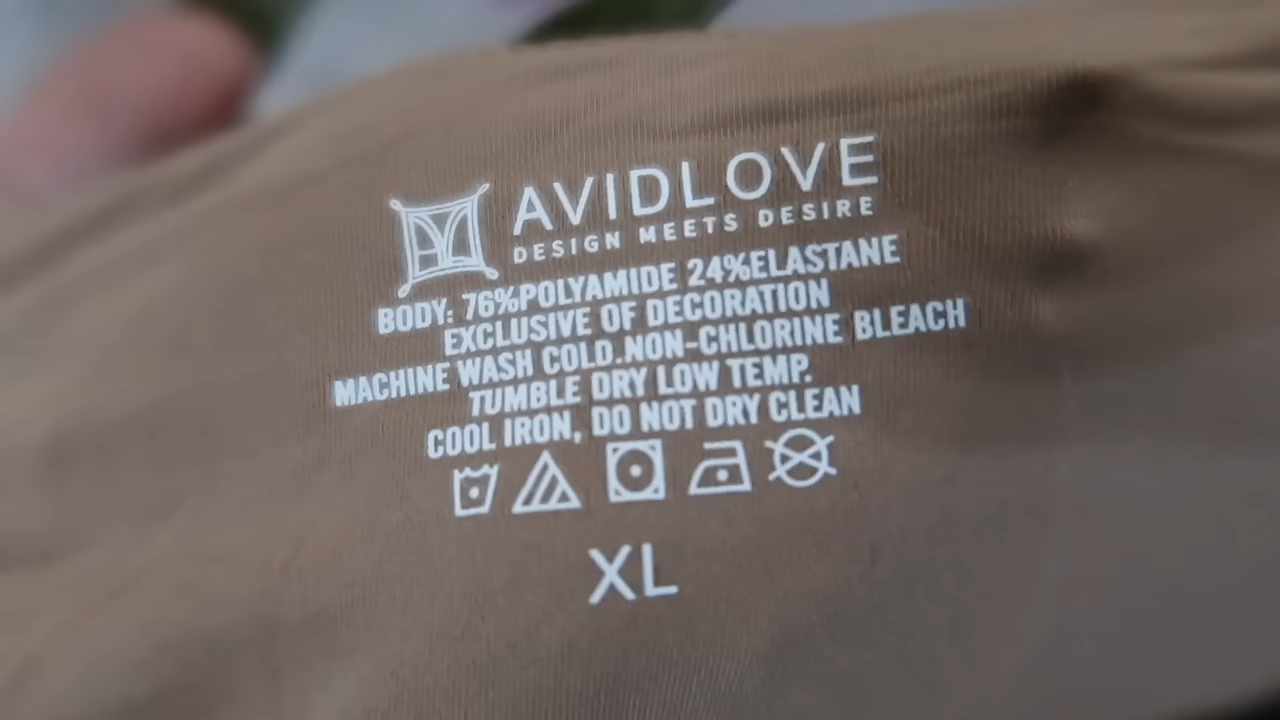 AVIDLOVE
DESIGN MEETS DESIRE
BODY: 76%POLYAMIDE 24%ELASTANE
EXCLUSIVE OF DECORATION
MACHINE WASH COLD.NON-CHLORINE BLEACH
TUMBLE DRY LOW TEMP.
COOL IRON, DO NOT DRY CLEAN
XL